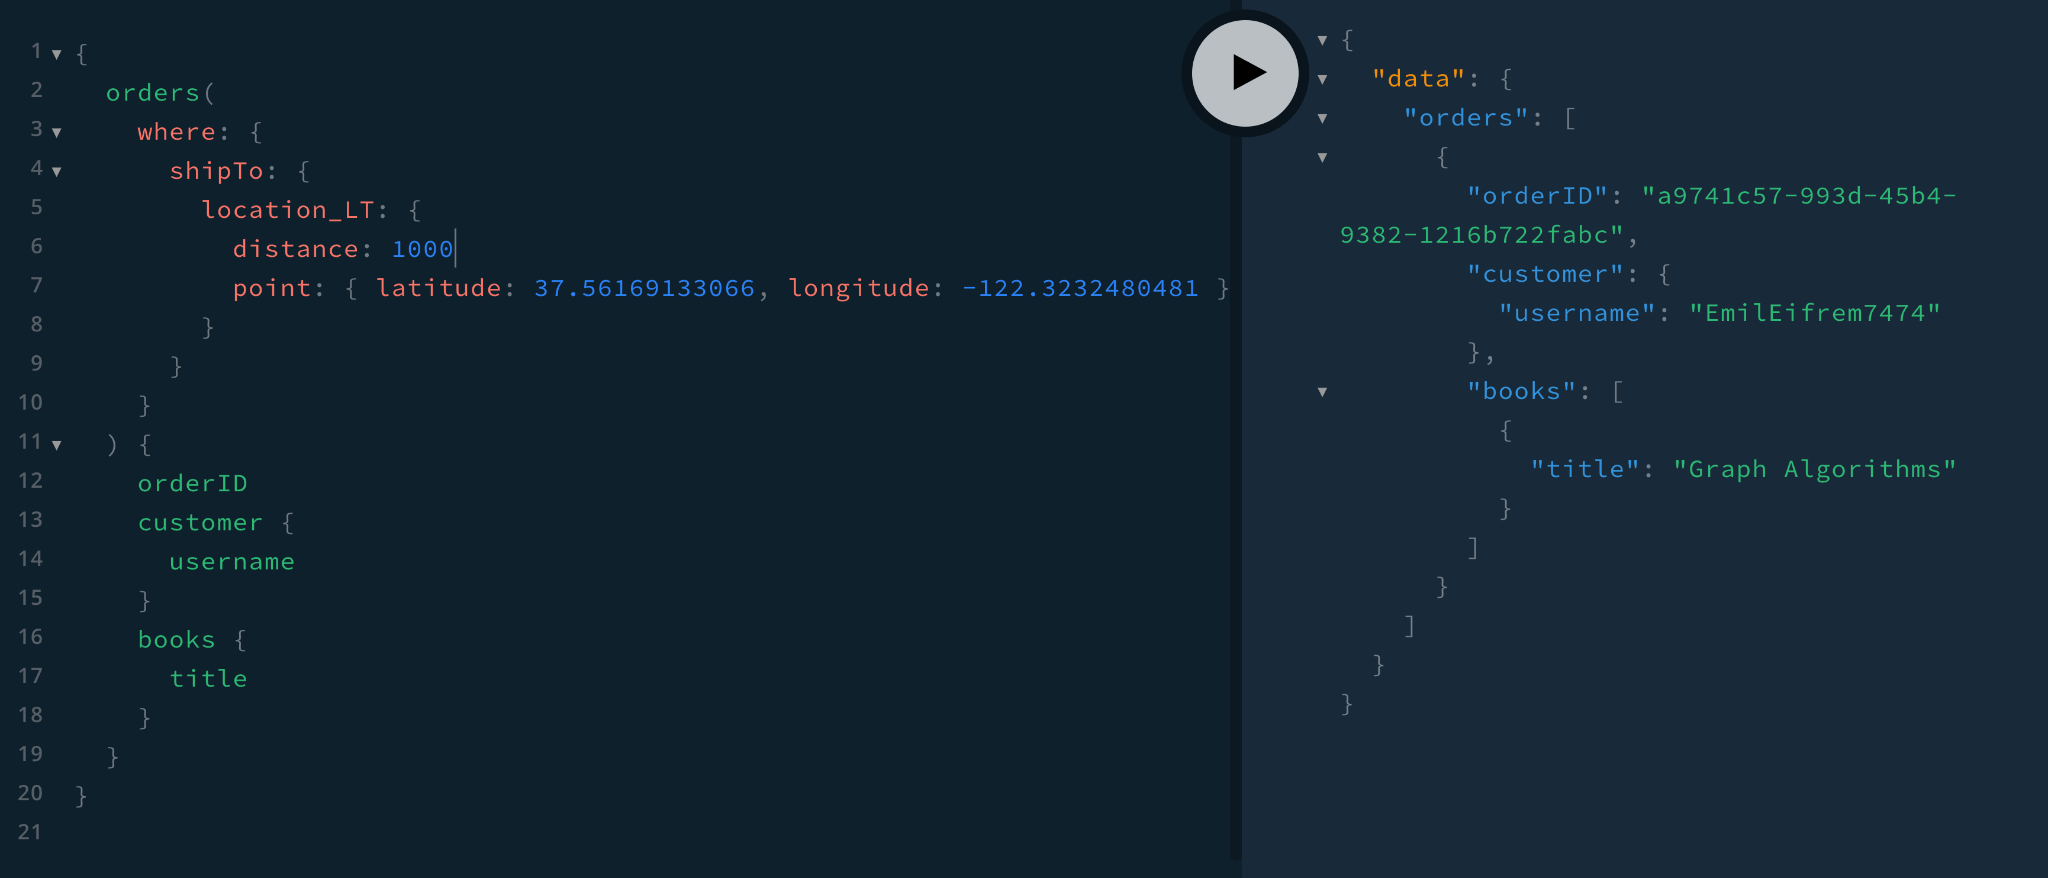 1 {
2   orders(
3     where: {
4       shipTo: {
5         location_LT: {
6           distance: 1000
7           point: { latitude: 37.56169133066, longitude: -122.3232480481 }
8         }
9       }
10     }
11   ) {
12     orderID
13     customer {
14       username
15     }
16     books {
17       title
18     }
19   }
20 }
21
{
  "data": {
    "orders": [
      {
        "orderID": "a9741c57-993d-45b4-
9382-1216b722fabc",
        "customer": {
          "username": "EmilEifrem7474"
        },
        "books": [
          {
            "title": "Graph Algorithms"
          }
        ]
      }
    ]
  }
}